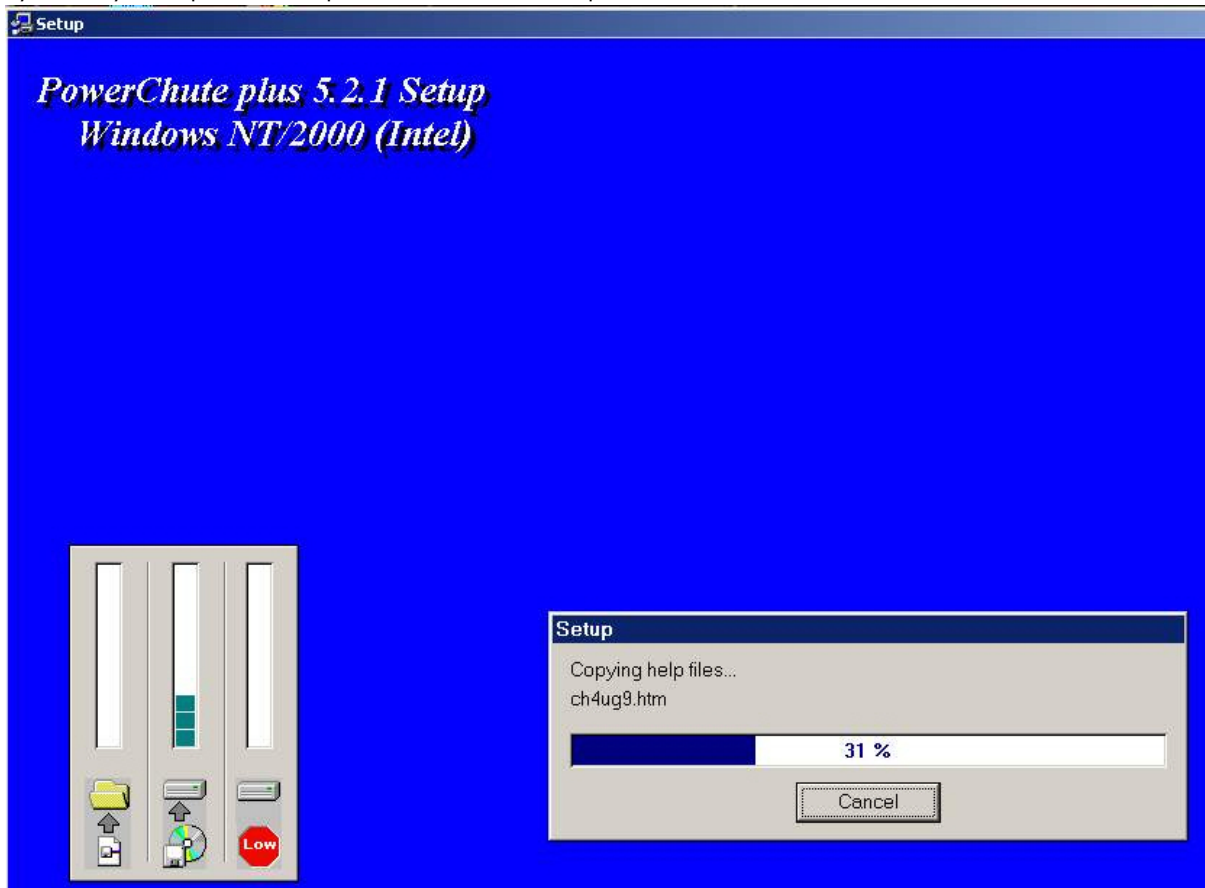 Setup
PowerChute plus 5.2.1 Setup
Windows NT/2000 (Intel)
Setup
Copying help files...
ch4ug9.htm
31 %
Cancel
Low